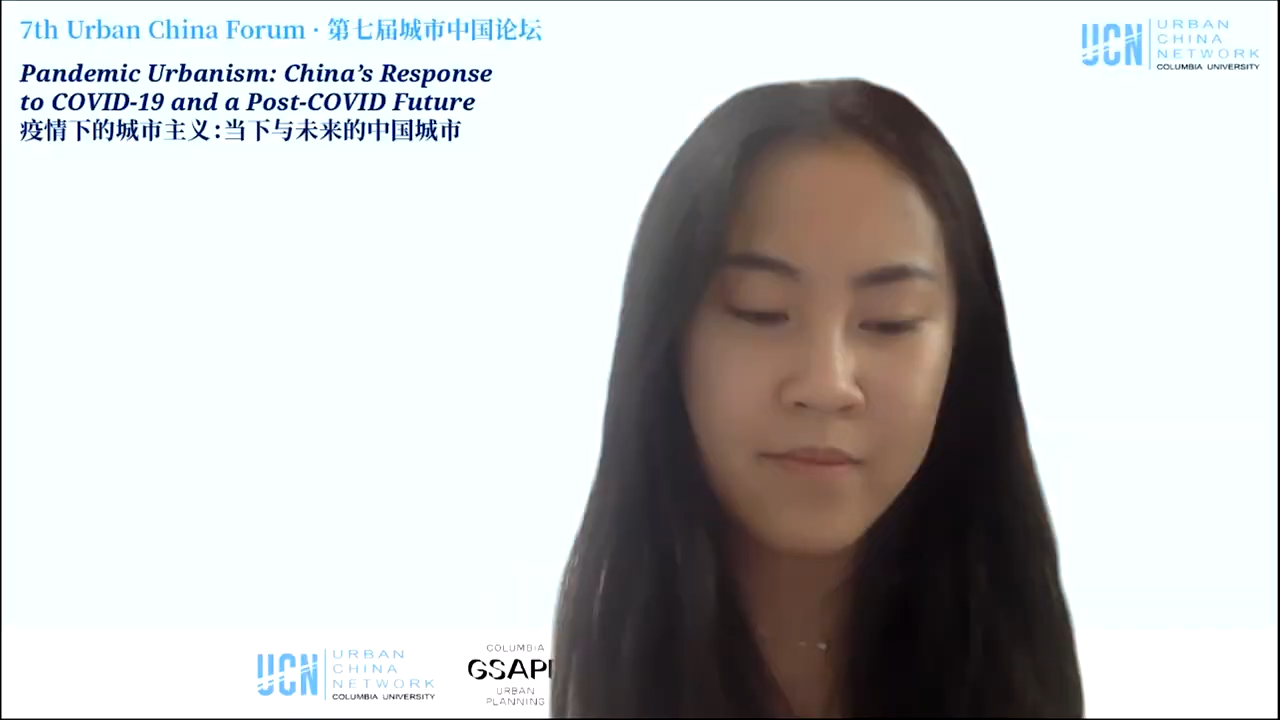 7th Urban China Forum · 第七届城市中国论坛
Pandemic Urbanism: China's Response
to COVID-19 and a Post-COVID Future
疫情下的城市主义：当下与未来的中国城市
UCN
URBAN
CHINA
NETWORK
COLUMBIA UNIVERSITY
UCN
URBAN
CHINA
NETWORK
COLUMBIA UNIVERSITY
COLUMBIA
GSAPP
URBAN
PLANNING